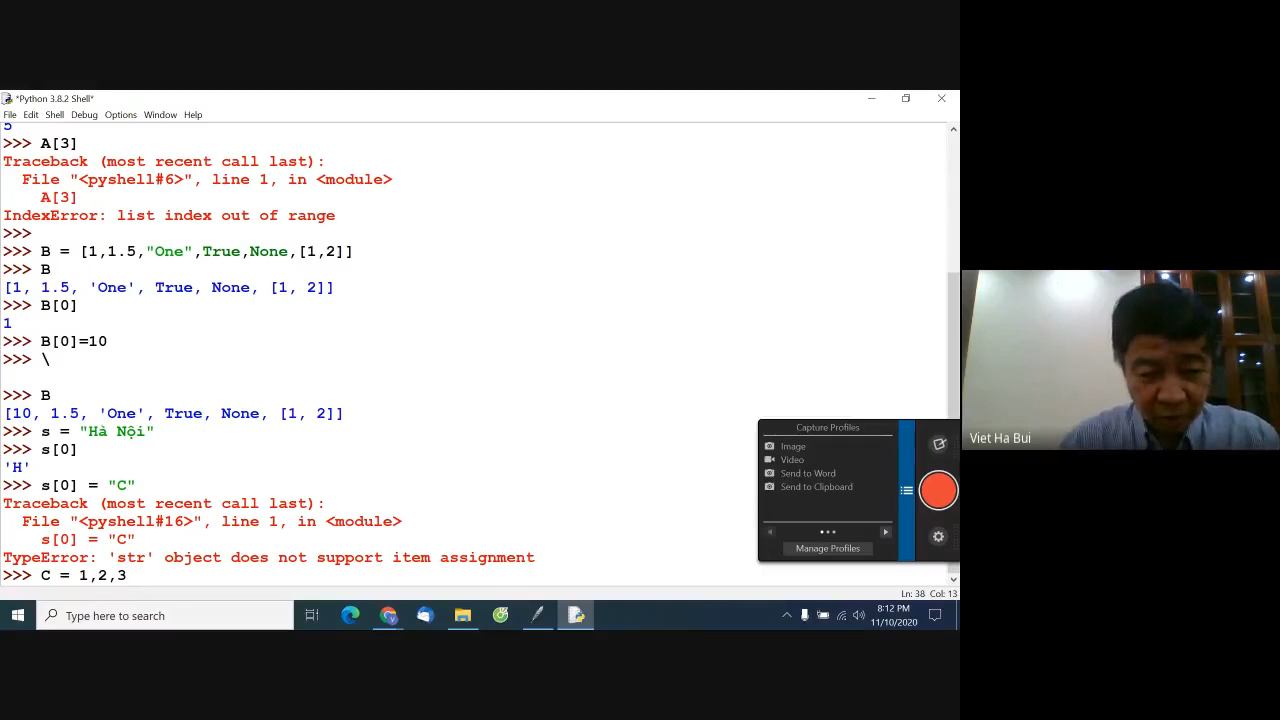 *Python 3.8.2 Shell*
File Edit Shell Debug Options Window Help
5
>>> A[3]
Traceback (most recent call last):
  File "<pyshell#6>", line 1, in <module>
    A[3]
IndexError: list index out of range
>>>
>>> B = [1,1.5,"One",True,None,[1,2]]
>>> B
[1, 1.5, 'One', True, None, [1, 2]]
>>> B[0]
1
>>> B[0]=10
>>> \
>>> B
[10, 1.5, 'One', True, None, [1, 2]]
>>> s = "Hà Nội"
>>> s[0]
'H'
>>> s[0] = "C"
Traceback (most recent call last):
  File "<pyshell#16>", line 1, in <module>
    s[0] = "C"
TypeError: 'str' object does not support item assignment
>>> C = 1,2,3
Ln: 38 Col: 13
Capture Profiles
Image
Video
Send to Word
Send to Clipboard
Manage Profiles
Viet Ha Bui
Type here to search
8:12 PM
11/10/2020